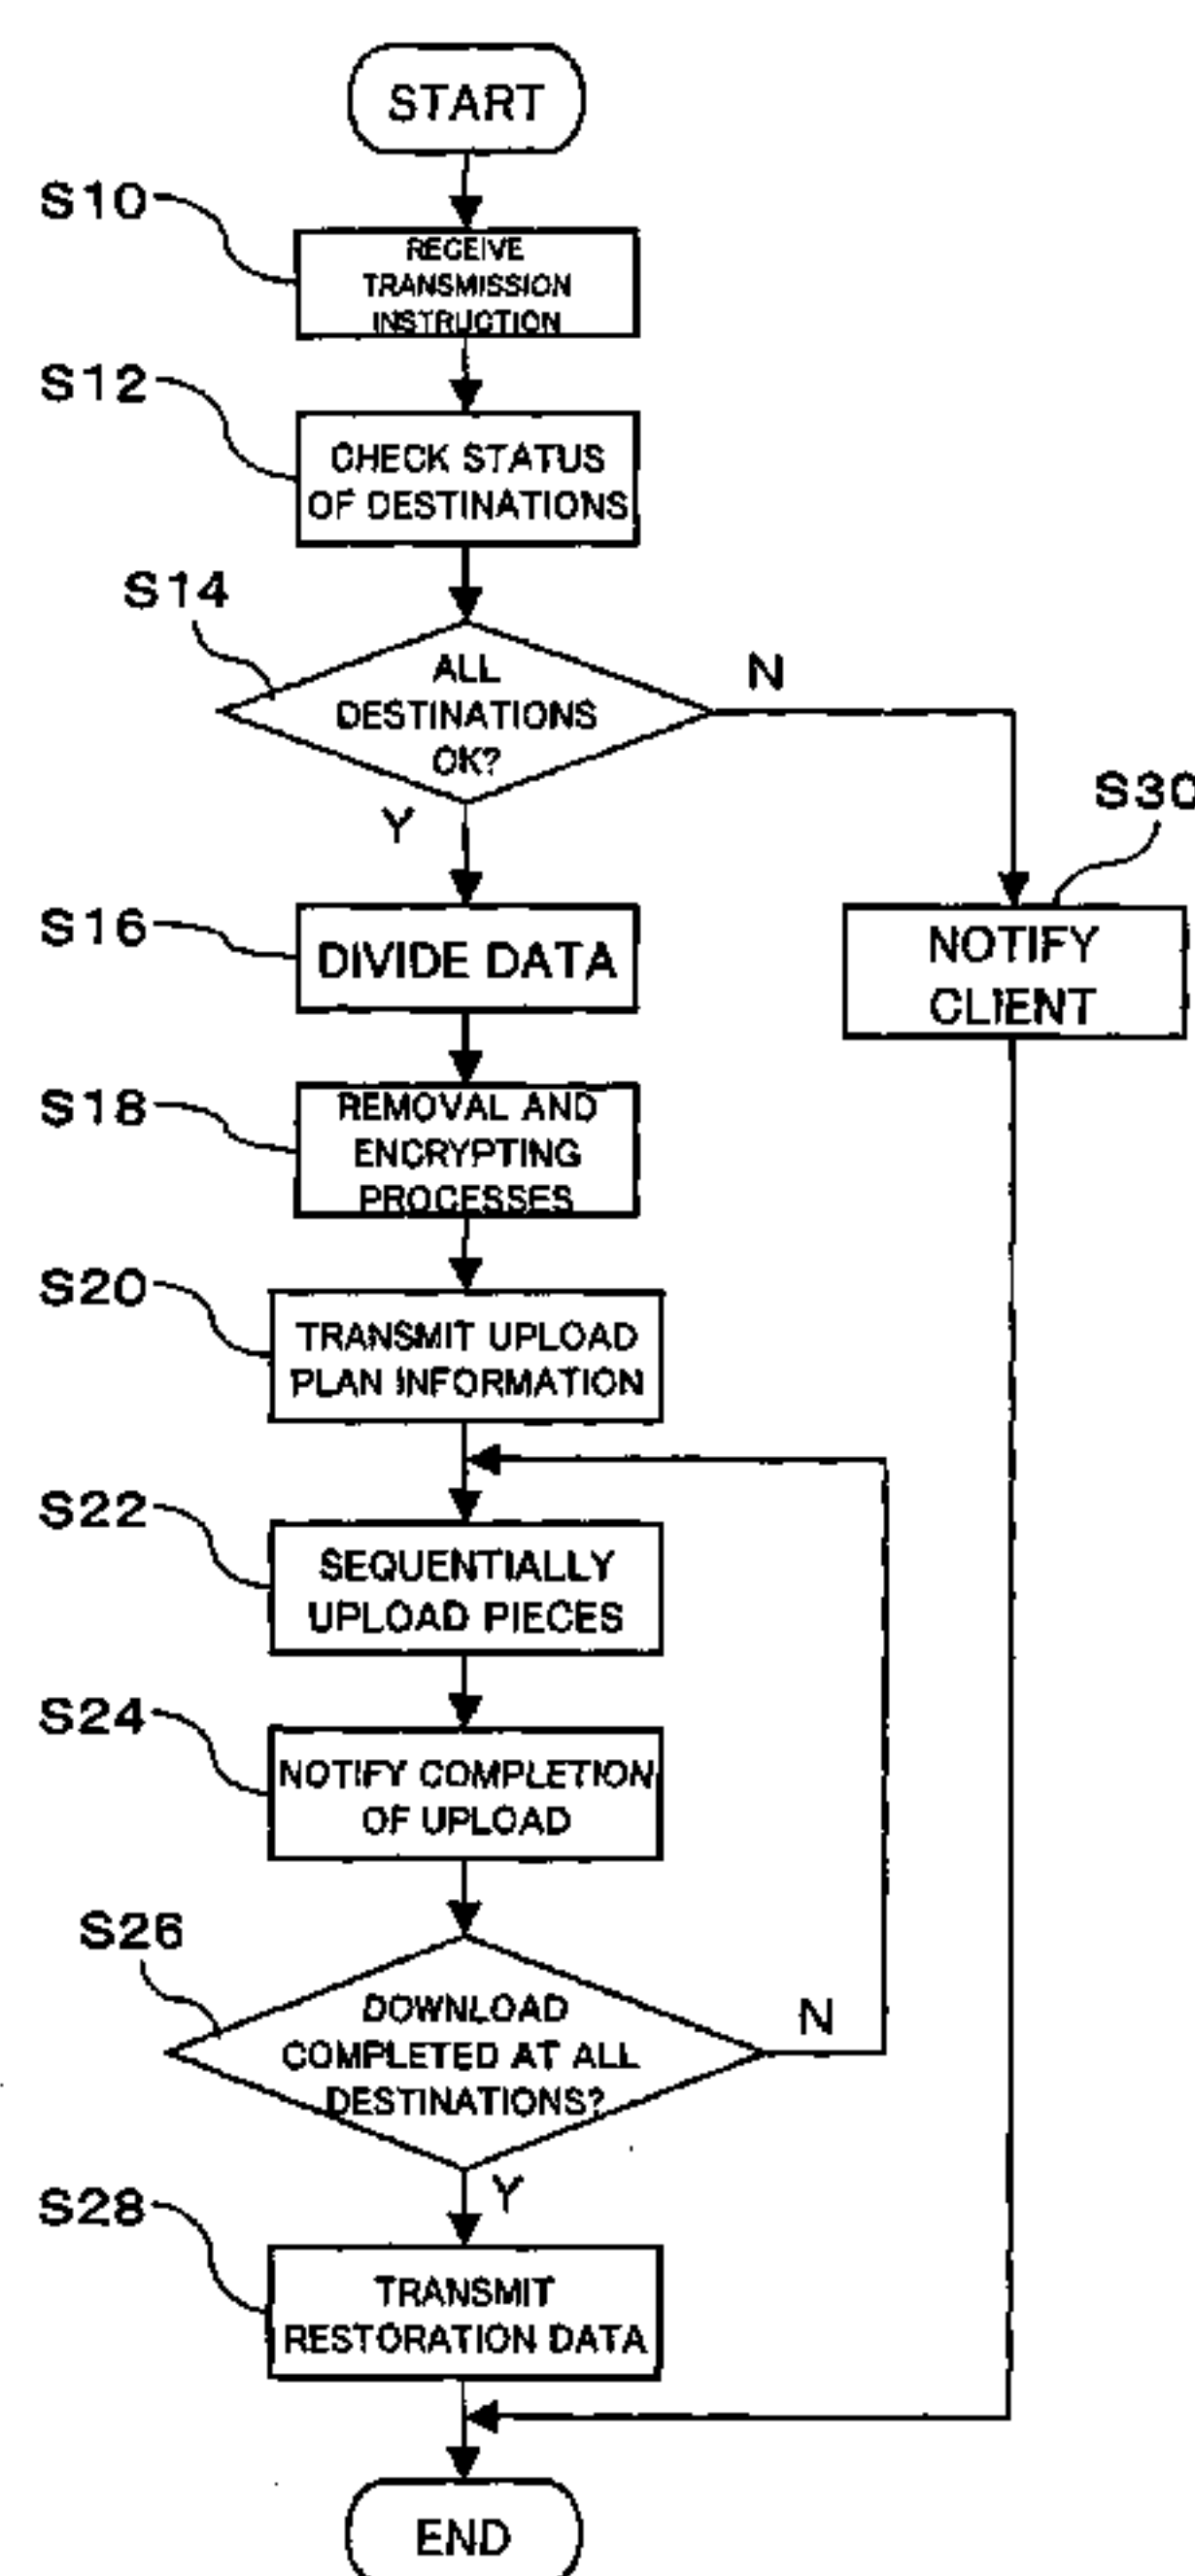 START
S10
RECEIVE
TRANSMISSION
INSTRUCTION
S12
CHECK STATUS
OF DESTINATIONS
S14
ALL
DESTINATIONS
OK?
N
Y
S30
NOTIFY
CLIENT
S16
DIVIDE DATA
S18
REMOVAL AND
ENCRYPTING
PROCESSES
S20
TRANSMIT UPLOAD
PLAN INFORMATION
S22
SEQUENTIALLY
UPLOAD PIECES
S24
NOTIFY COMPLETION
OF UPLOAD
S26
DOWNLOAD
COMPLETED AT ALL
DESTINATIONS?
N
Y
S28
TRANSMIT
RESTORATION DATA
END